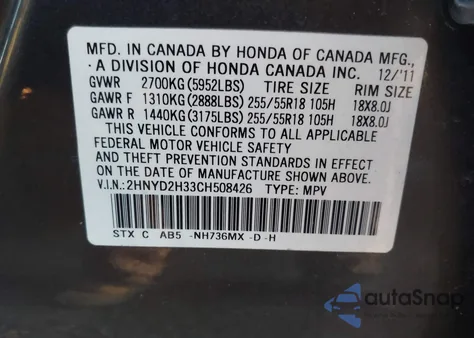 MFD. IN CANADA BY HONDA OF CANADA MFG.,
· A DIVISION OF HONDA CANADA INC. 12/'11
GVWR 2700KG(5952LBS) TIRE SIZE RIM SIZE
GAWR F 1310KG(2888LBS) 255/55R18 105H 18X8.0J
GAWR R 1440KG(3175LBS) 255/55R18 105H 18X8.0J
THIS VEHICLE CONFORMS TO ALL APPLICABLE
FEDERAL MOTOR VEHICLE SAFETY
AND THEFT PREVENTION STANDARDS IN EFFECT
ON THE DATE OF MANUFACTURE SHOWN ABOVE.
V.I.N.: 2HNYD2H33CH508426 TYPE: MPV
STX C AB5 -NH736MX -D -H
autoSnap